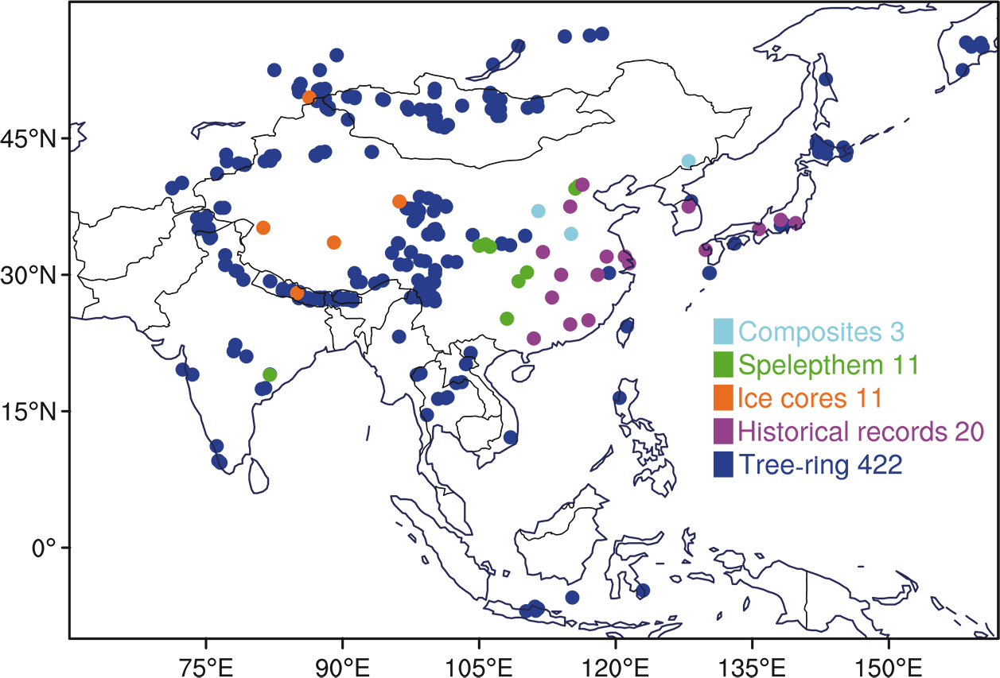 45°N
30°N
15°N
0°
Composites 3
Spelepthem 11
Ice cores 11
Historical records 20
Tree-ring 422
75°E
90°E
105°E
120°E
135°E
150°E